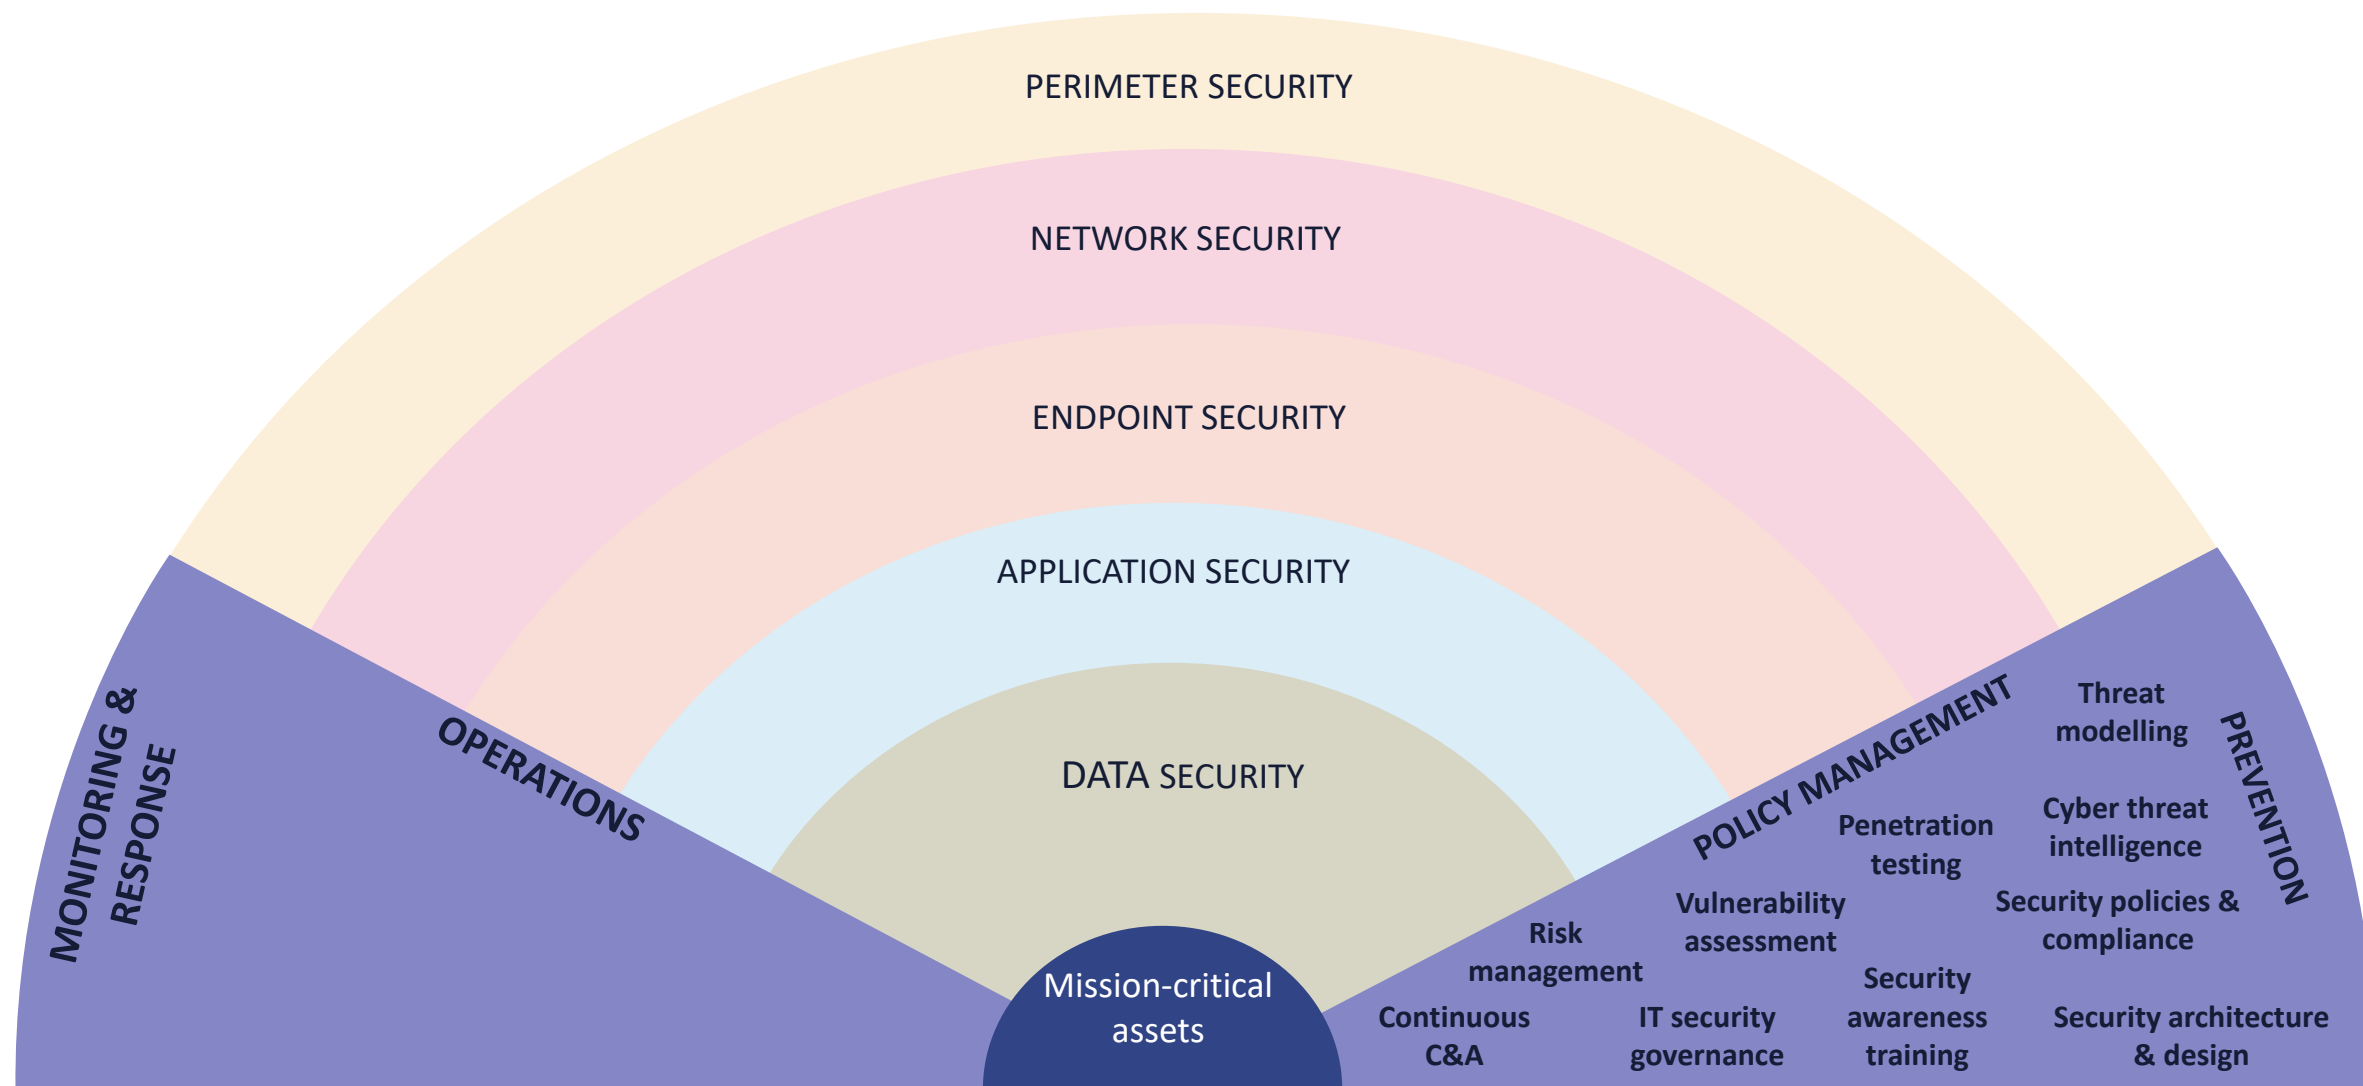 PERIMETER SECURITY
NETWORK SECURITY
ENDPOINT SECURITY
APPLICATION SECURITY
DATA SECURITY
Mission-critical
assets
MONITORING &
RESPONSE
OPERATIONS
POLICY MANAGEMENT
PREVENTION
Threat
modelling
Cyber threat
intelligence
Penetration
testing
Security policies &
compliance
Vulnerability
assessment
Risk
management
Security
awareness
training
Continuous
C&A
IT security
governance
Security architecture
& design